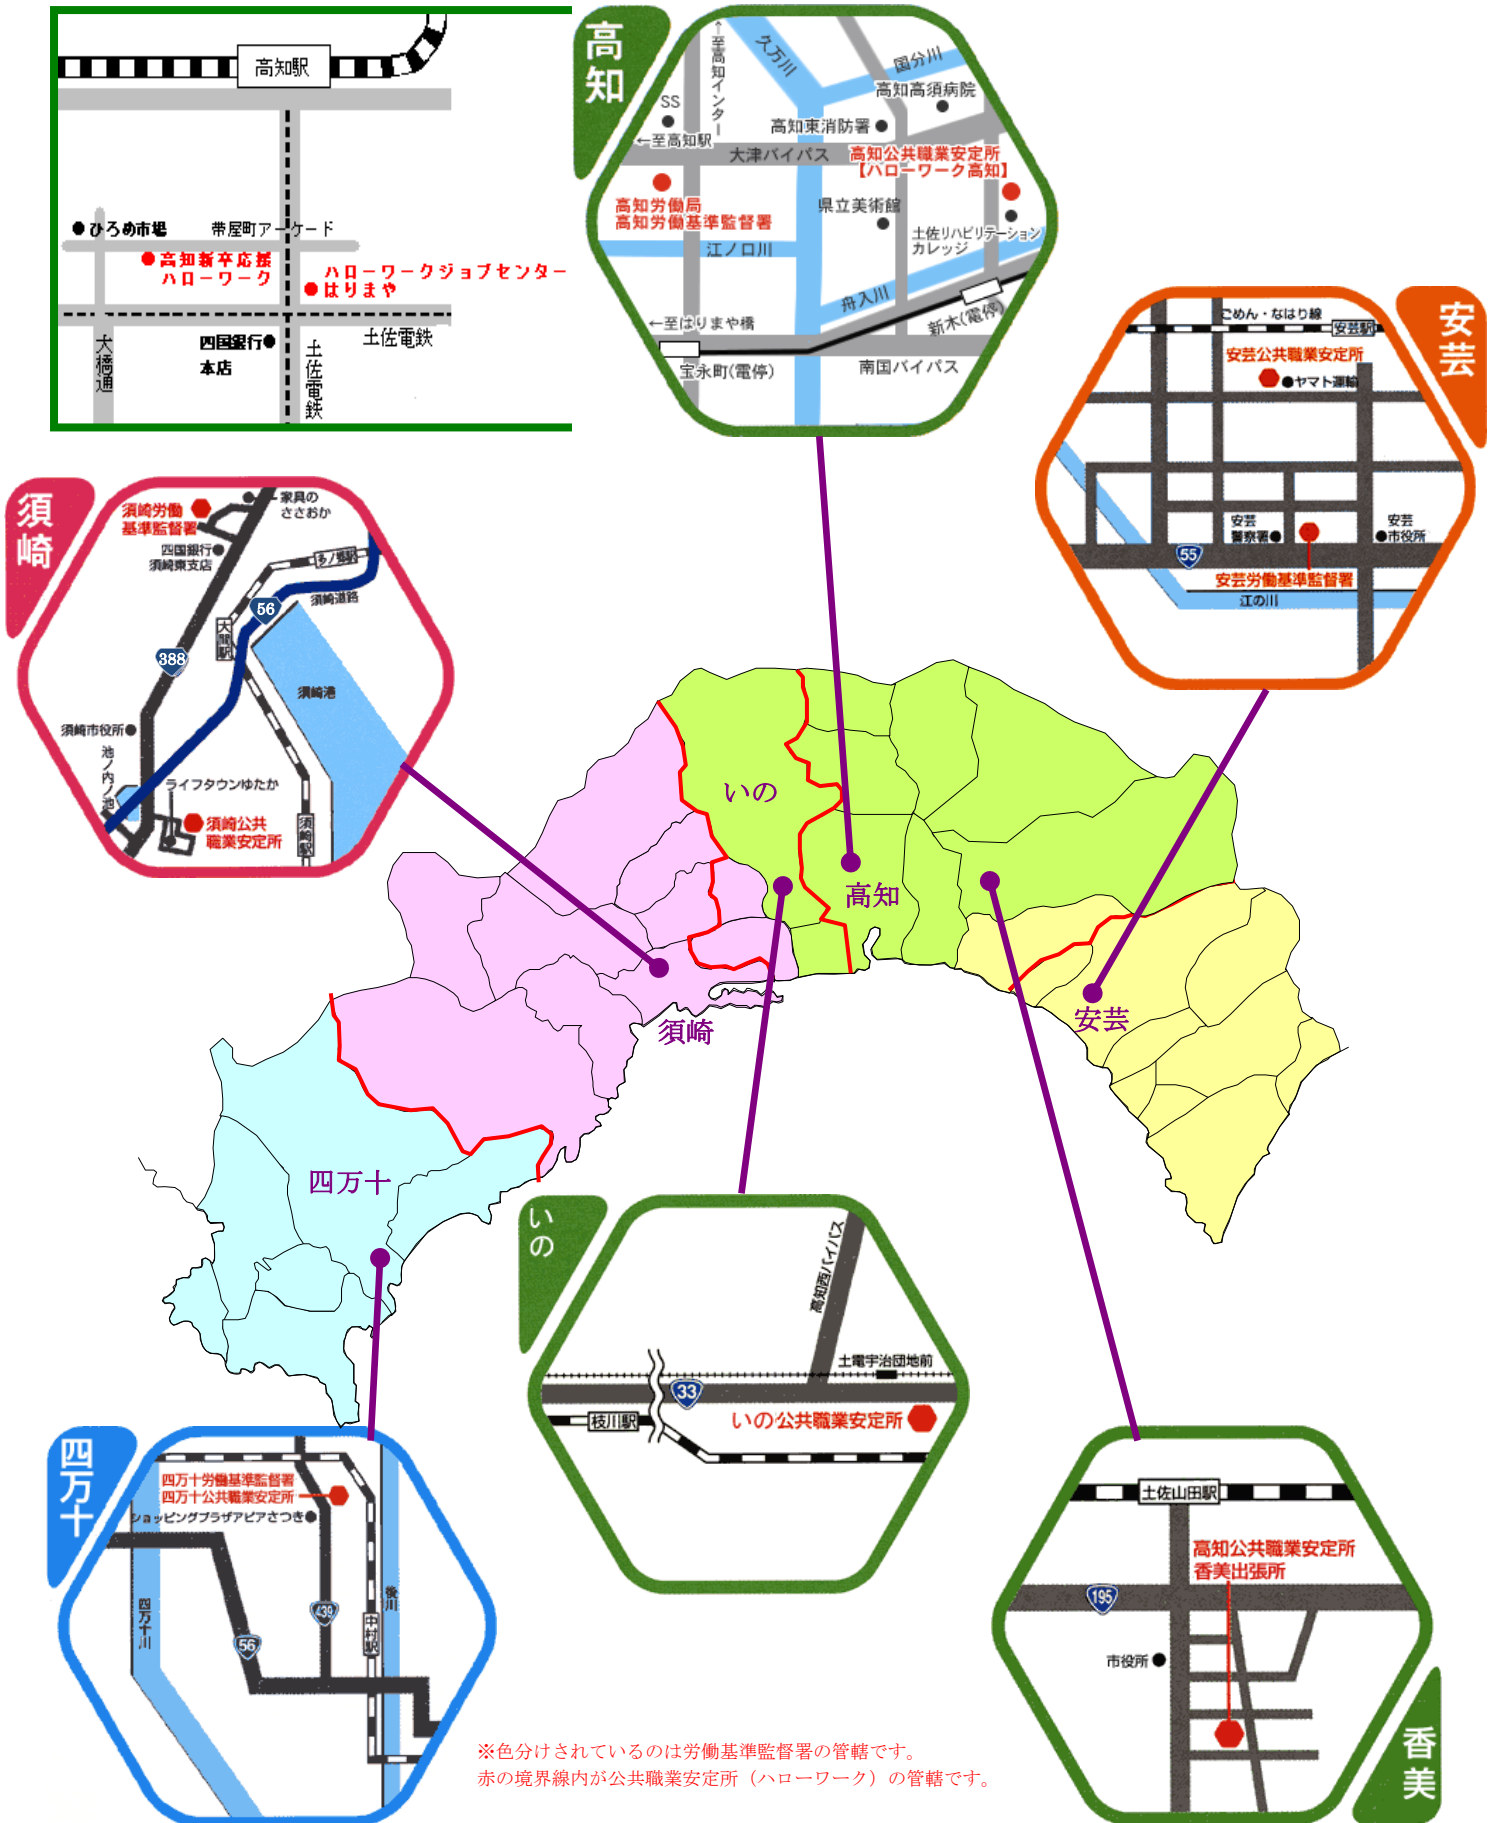 高知駅
ひろめ市場
帯屋町アーケード
高知新卒応援
ハローワーク
ハローワークジョブセンター
はりまや
四国銀行
本店
土佐電鉄
大橋通
土佐電鉄
高知
←至高知インター
久万川
国分川
高知高須病院
SS
高知東消防署
←至高知駅
大津バイパス
高知公共職業安定所
【ハローワーク高知】
高知労働局
高知労働基準監督署
県立美術館
土佐リハビリテーション
カレッジ
江ノ口川
舟入川
新木(電停)
←至はりまや橋
宝永町(電停)
南国バイパス
安芸
ごめん・なはり線
安芸駅
安芸公共職業安定所
ヤマト運輸
安芸
警察署
安芸
市役所
55
安芸労働基準監督署
江の川
須崎
須崎労働
基準監督署
家具の
ささおか
四国銀行
須崎東支店
多ノ郷駅
須崎道路
56
大間駅
388
須崎港
須崎市役所
池ノ内ノ池
ライフタウンゆたか
須崎公共
職業安定所
須崎駅
いの
高知
須崎
安芸
四万十
いの
高知西バイパス
土電宇治団地前
33
枝川駅
いの公共職業安定所
四万十
四万十労働基準監督署
四万十公共職業安定所
ショッピングプラザアピアさつき
四万十川
後川
439
56
中村駅
土佐山田駅
高知公共職業安定所
香美出張所
195
市役所
香美
※色分けされているのは労働基準監督署の管轄です。
赤の境界線内が公共職業安定所（ハローワーク）の管轄です。